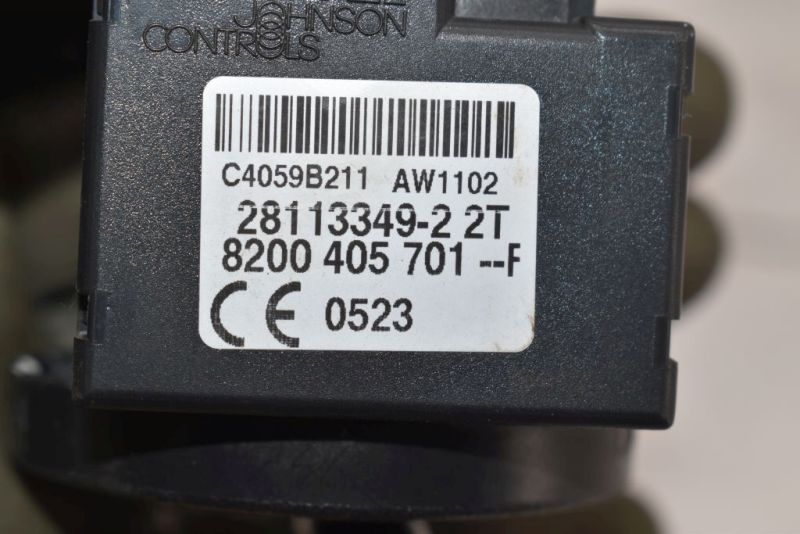 JOHNSON
CONTROLS
C4059B211 AW1102
28113349-2 2T
8200 405 701 --F
CE 0523